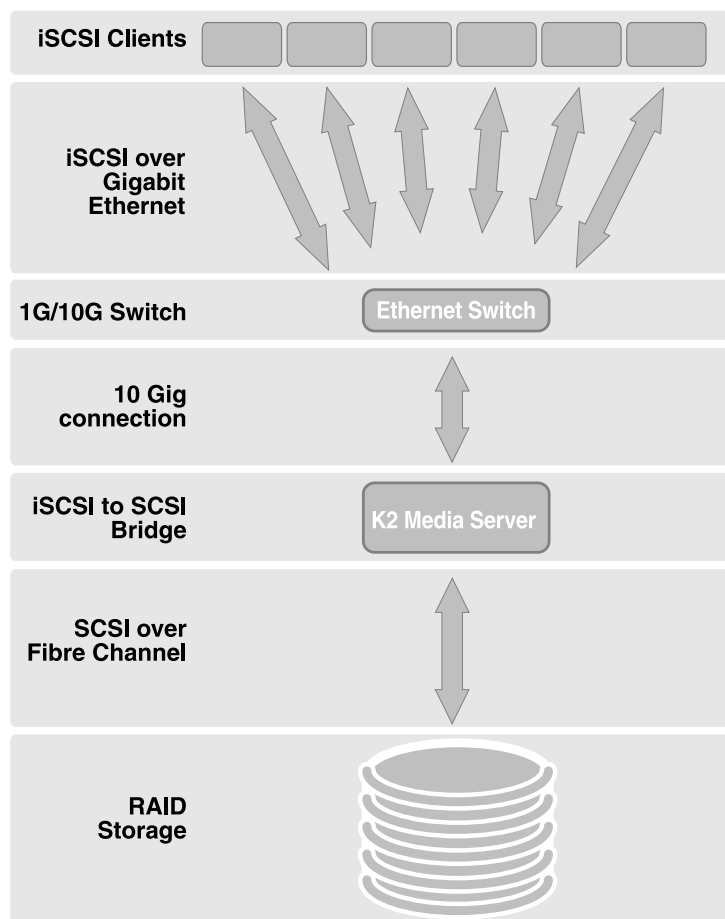 iSCSI Clients
iSCSI over
Gigabit
Ethernet
1G/10G Switch
Ethernet Switch
10 Gig
connection
iSCSI to SCSI
Bridge
K2 Media Server
SCSI over
Fibre Channel
RAID
Storage